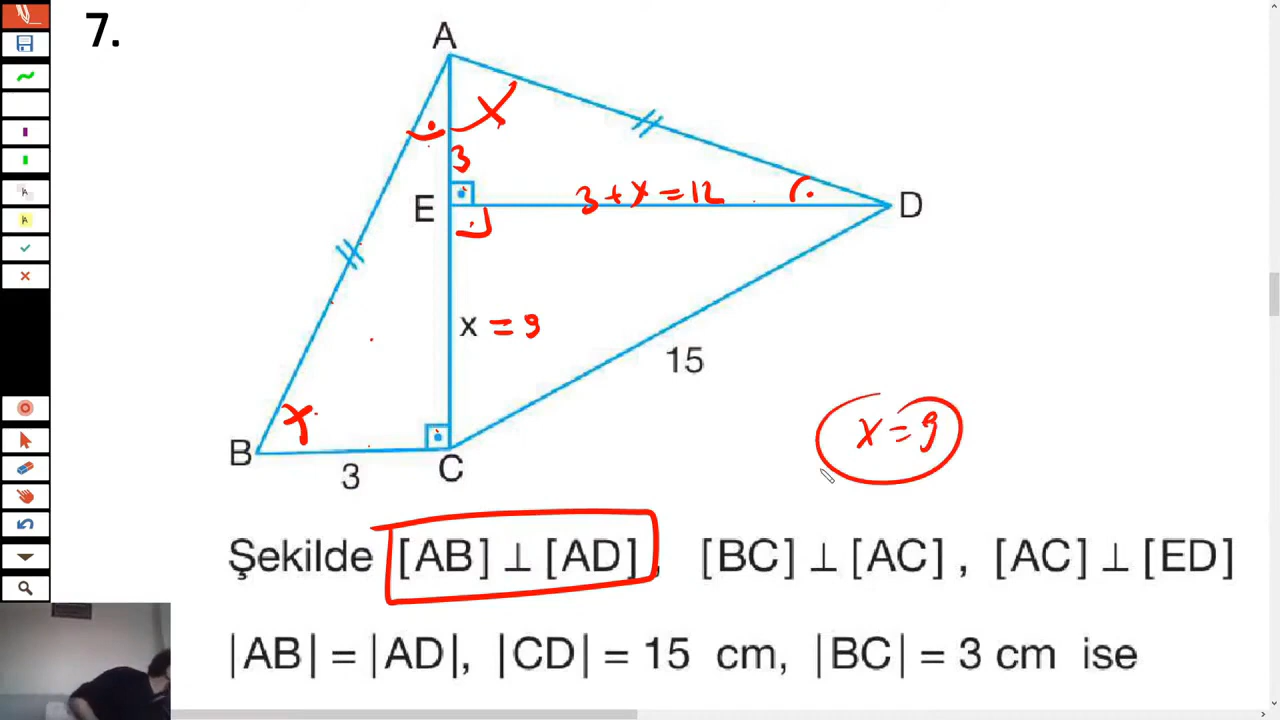 7.
A
x
3
E
3 + x = 12
D
x = 9
15
x
B
C
3
x = 9
Şekilde [AB] ⊥ [AD], [BC] ⊥ [AC] , [AC] ⊥ [ED]
|AB| = |AD|, |CD| = 15 cm, |BC| = 3 cm ise